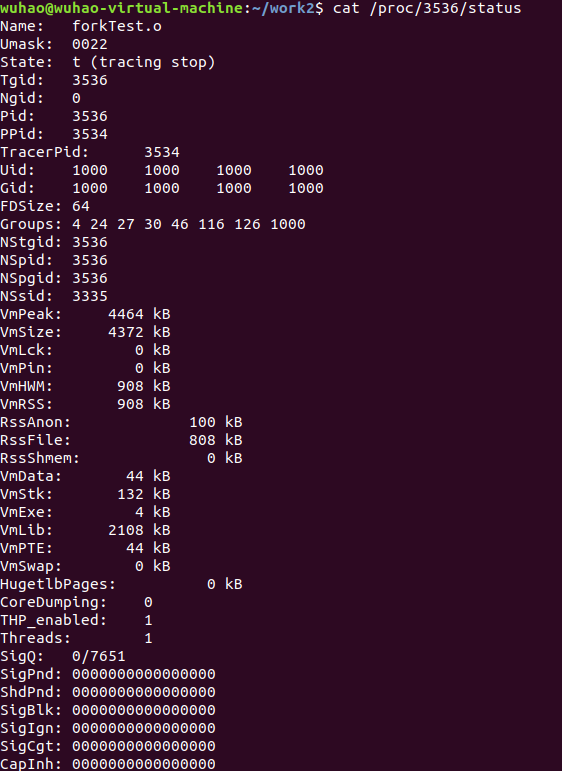 wuhao@wuhao-virtual-machine:~/work2$ cat /proc/3536/status
Name:   forkTest.o
Umask:  0022
State:  t (tracing stop)
Tgid:   3536
Ngid:   0
Pid:    3536
PPid:   3534
TracerPid:      3534
Uid:    1000    1000    1000    1000
Gid:    1000    1000    1000    1000
FDSize: 64
Groups: 4 24 27 30 46 116 126 1000
NStgid: 3536
NSpid:  3536
NSpgid: 3536
NSsid:  3335
VmPeak:     4464 kB
VmSize:     4372 kB
VmLck:         0 kB
VmPin:         0 kB
VmHWM:       908 kB
VmRSS:       908 kB
RssAnon:             100 kB
RssFile:             808 kB
RssShmem:              0 kB
VmData:       44 kB
VmStk:       132 kB
VmExe:         4 kB
VmLib:      2108 kB
VmPTE:        44 kB
VmSwap:        0 kB
HugetlbPages:          0 kB
CoreDumping:    0
THP_enabled:    1
Threads:        1
SigQ:   0/7651
SigPnd: 0000000000000000
ShdPnd: 0000000000000000
SigBlk: 0000000000000000
SigIgn: 0000000000000000
SigCgt: 0000000000000000
CapInh: 0000000000000000